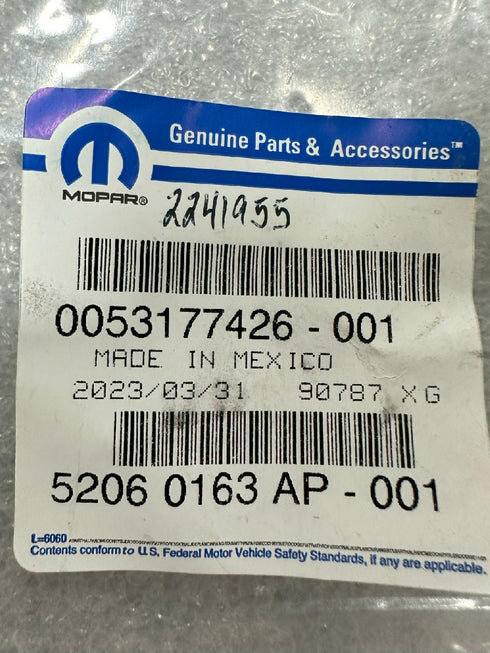 Genuine Parts & Accessories™
MOPAR®
2241955
0053177426 - 001
MADE IN MEXICO
2023/03/31 90787 XG
5206 0163 AP - 001
L=6060
Contents conform to U.S. Federal Motor Vehicle Safety Standards, if any are applicable.